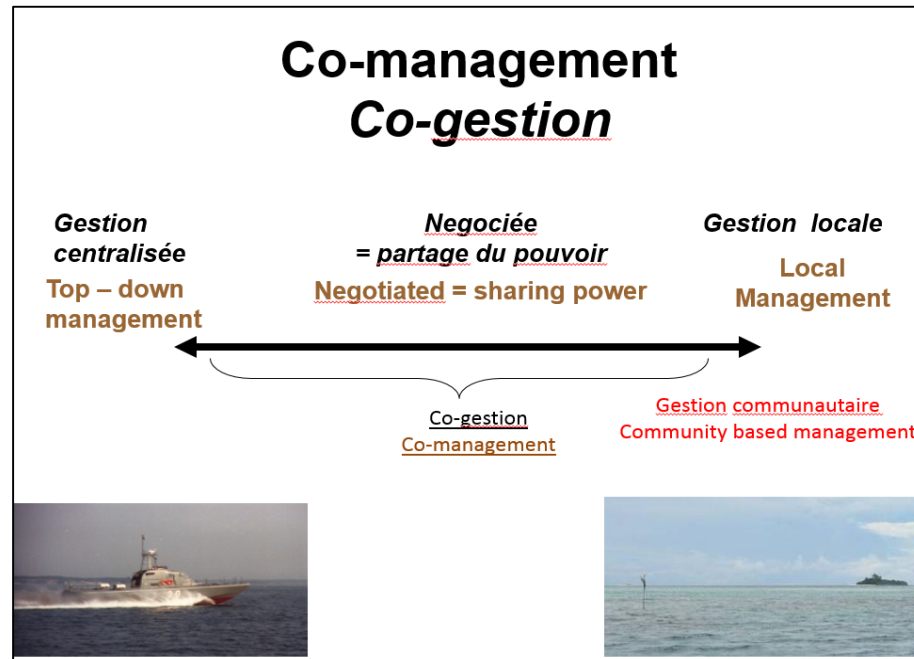 Co-management
Co-gestion
Gestion
centralisée
Top – down
management
Negociée
= partage du pouvoir
Negotiated = sharing power
Gestion locale
Local
Management
Co-gestion
Co-management
Gestion communautaire
Community based management